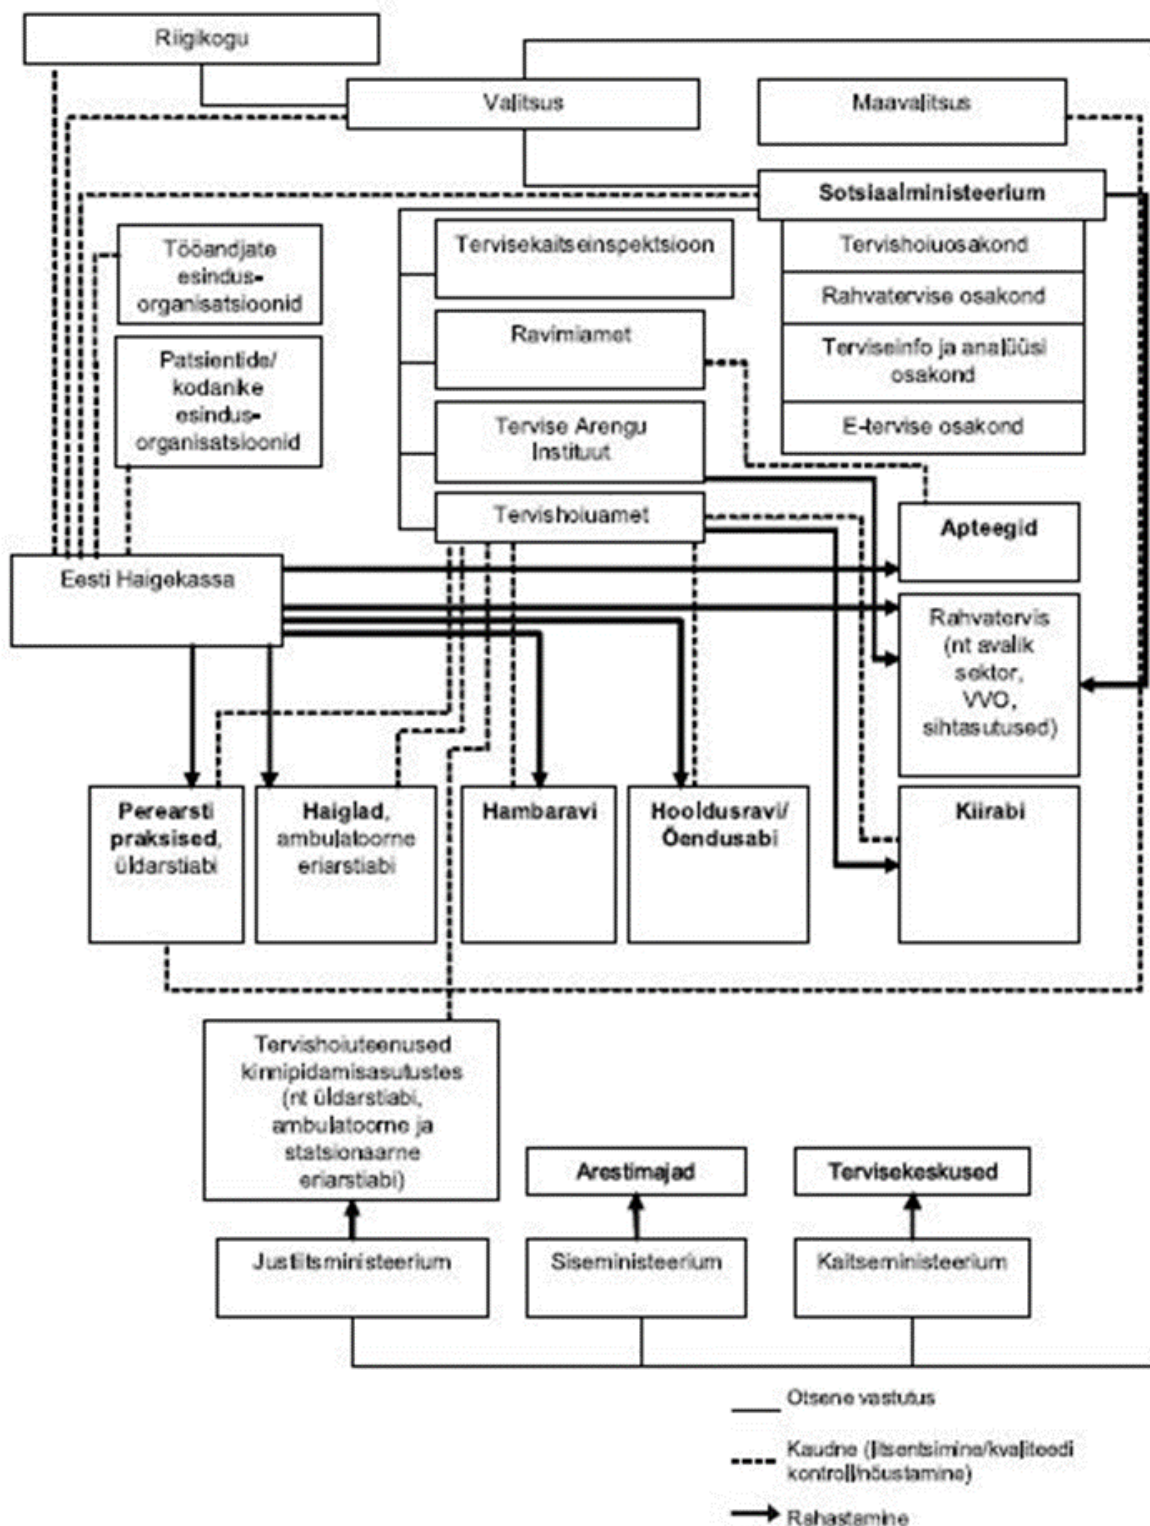 Riigikogu
Valitsus
Maavalitsus
Sotsiaalministeerium
Tervishoiuosakond
Rahvatervise osakond
Terviseinfo ja analüüsi
osakond
E-tervise osakond
Tööandjate
esindus-
organisatsioonid
Patsientide/
kodanike
esindus-
organisatsioonid
Tervisekaitseinspektsioon
Ravimiamet
Tervise Arengu
Instituut
Tervishoiuamet
Eesti Haigekassa
Apteegid
Rahvatervis
(nt avalik
sektor,
VVO,
sihtasutused)
Perearsti
praksised,
üldarstiabi
Haiglad,
ambulatoorne
eriarstiabi
Hambaravi
Hooldusravi/
Õendusabi
Kiirabi
Tervishoiuteenused
kinnipidamisasutustes
(nt üldarstiabi,
ambulatoorne ja
statsionaarne
eriarstiabi)
Arestimajad
Tervisekeskused
Justiitsministeerium
Siseministeerium
Kaitseministeerium
Otsene vastutus
Kaudne (litsentsimine/kvaliteedi
kontroll/nõustamine)
Rahastamine